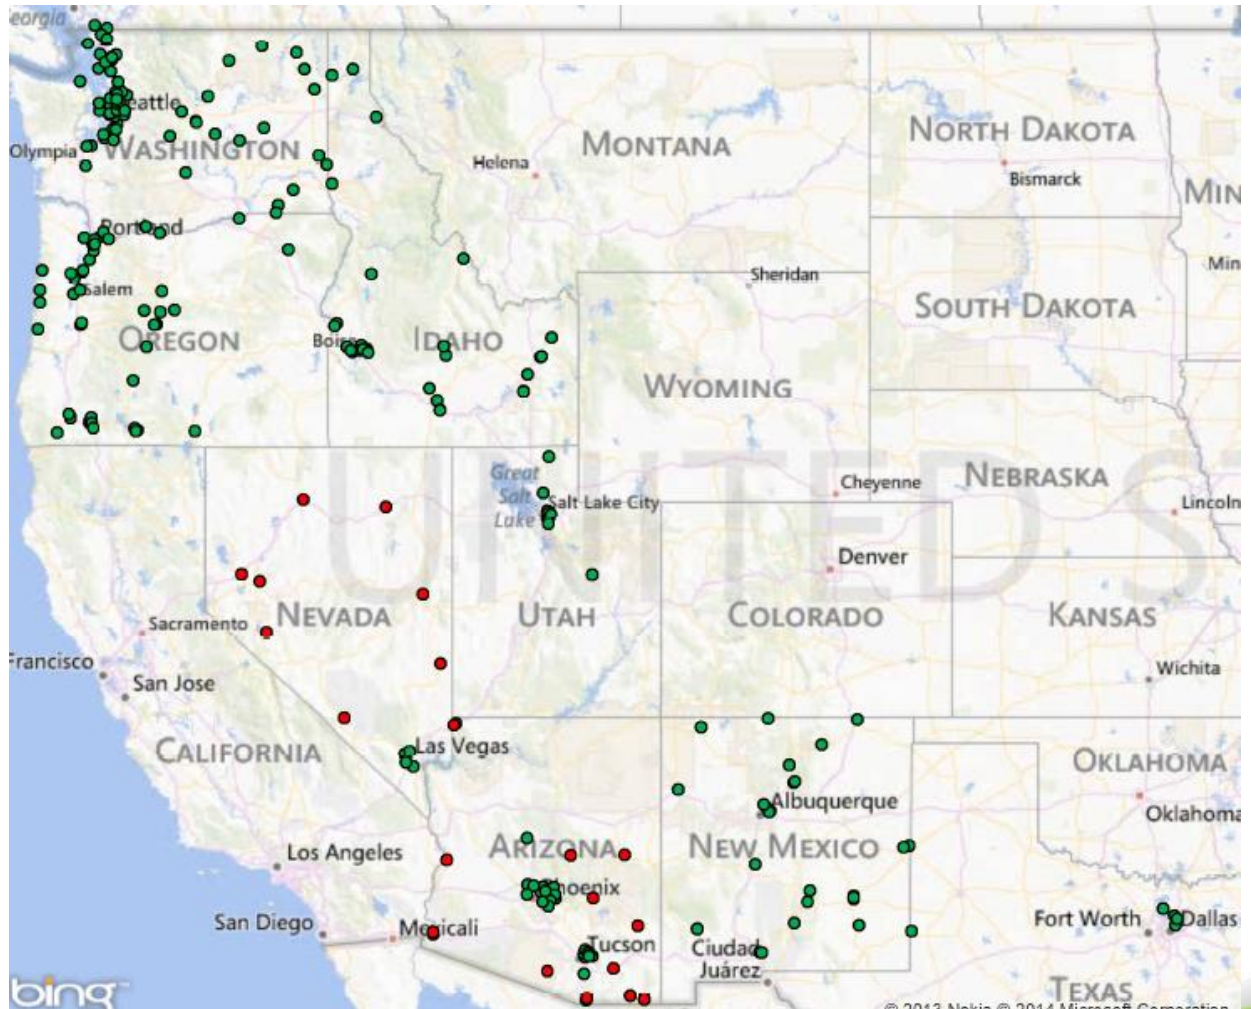 eorgia
Seattle
Olympia
WASHINGTON
Helena
MONTANA
NORTH DAKOTA
Bismarck
MIN
Portland
Salem
OREGON
Boise
IDAHO
Sheridan
Min
SOUTH DAKOTA
WYOMING
UNITED S
Great
Salt
Lake
Salt Lake City
Cheyenne
NEBRASKA
Lincoln
Denver
Sacramento
NEVADA
UTAH
COLORADO
KANSAS
Francisco
San Jose
Wichita
CALIFORNIA
Las Vegas
OKLAHOMA
Albuquerque
Oklahoma
Los Angeles
ARIZONA
NEW MEXICO
Phoenix
San Diego
Mexicali
Tucson
Ciudad
Juárez
Fort Worth
Dallas
TEXAS
bing
© 2013 Nokia © 2014 Microsoft Corporation